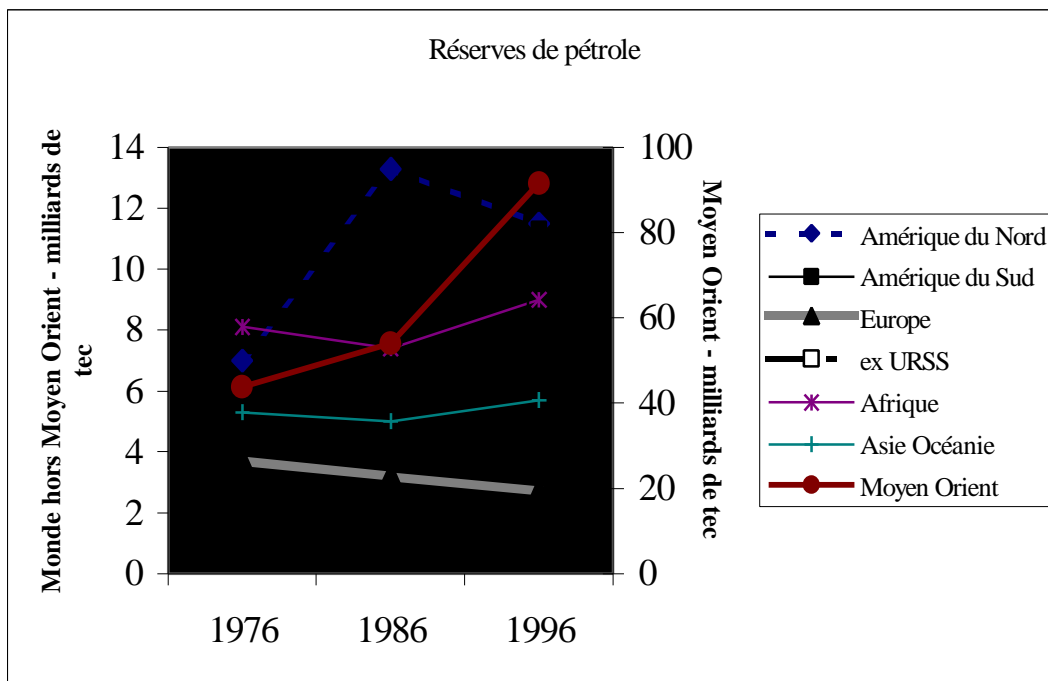 Réserves de pétrole
Monde hors Moyen Orient - milliards de
tec
14
12
10
8
6
4
2
0
100
80
60
40
20
0
Moyen Orient - milliards de tec
1976
1986
1996
Amérique du Nord
Amérique du Sud
Europe
ex URSS
Afrique
Asie Océanie
Moyen Orient